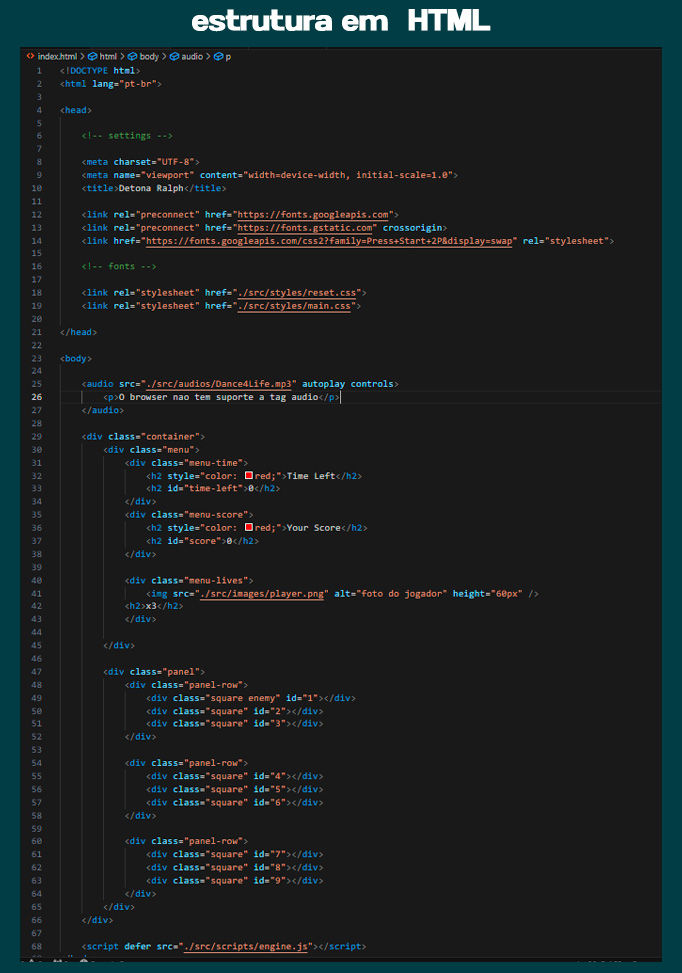 estrutura em HTML
index.html > html > body > audio > p
1 <!DOCTYPE html>
2 <html lang="pt-br">
3
4 <head>
5
6 <!-- settings -->
7
8 <meta charset="UTF-8">
9 <meta name="viewport" content="width=device-width, initial-scale=1.0">
10 <title>Detona Ralph</title>
11
12 <link rel="preconnect" href="https://fonts.googleapis.com">
13 <link rel="preconnect" href="https://fonts.gstatic.com" crossorigin>
14 <link href="https://fonts.googleapis.com/css2?family=Press+Start+2P&display=swap" rel="stylesheet">
15
16 <!-- fonts -->
17
18 <link rel="stylesheet" href="./src/styles/reset.css">
19 <link rel="stylesheet" href="./src/styles/main.css">
20
21 </head>
22
23 <body>
24
25 <audio src="./src/audios/Dance4Life.mp3" autoplay controls>
26 <p>O browser nao tem suporte a tag audio</p>
27 </audio>
28
29 <div class="container">
30 <div class="menu">
31 <div class="menu-time">
32 <h2 style="color: red;">Time Left</h2>
33 <h2 id="time-left">0</h2>
34 </div>
35 <div class="menu-score">
36 <h2 style="color: red;">Your Score</h2>
37 <h2 id="score">0</h2>
38 </div>
39
40 <div class="menu-lives">
41 <img src="./src/images/player.png" alt="foto do jogador" height="60px" />
42 <h2>x3</h2>
43 </div>
44
45 </div>
46
47 <div class="panel">
48 <div class="panel-row">
49 <div class="square enemy" id="1"></div>
50 <div class="square" id="2"></div>
51 <div class="square" id="3"></div>
52 </div>
53
54 <div class="panel-row">
55 <div class="square" id="4"></div>
56 <div class="square" id="5"></div>
57 <div class="square" id="6"></div>
58 </div>
59
60 <div class="panel-row">
61 <div class="square" id="7"></div>
62 <div class="square" id="8"></div>
63 <div class="square" id="9"></div>
64 </div>
65 </div>
66 </div>
67
68 <script defer src="./src/scripts/engine.js"></script>